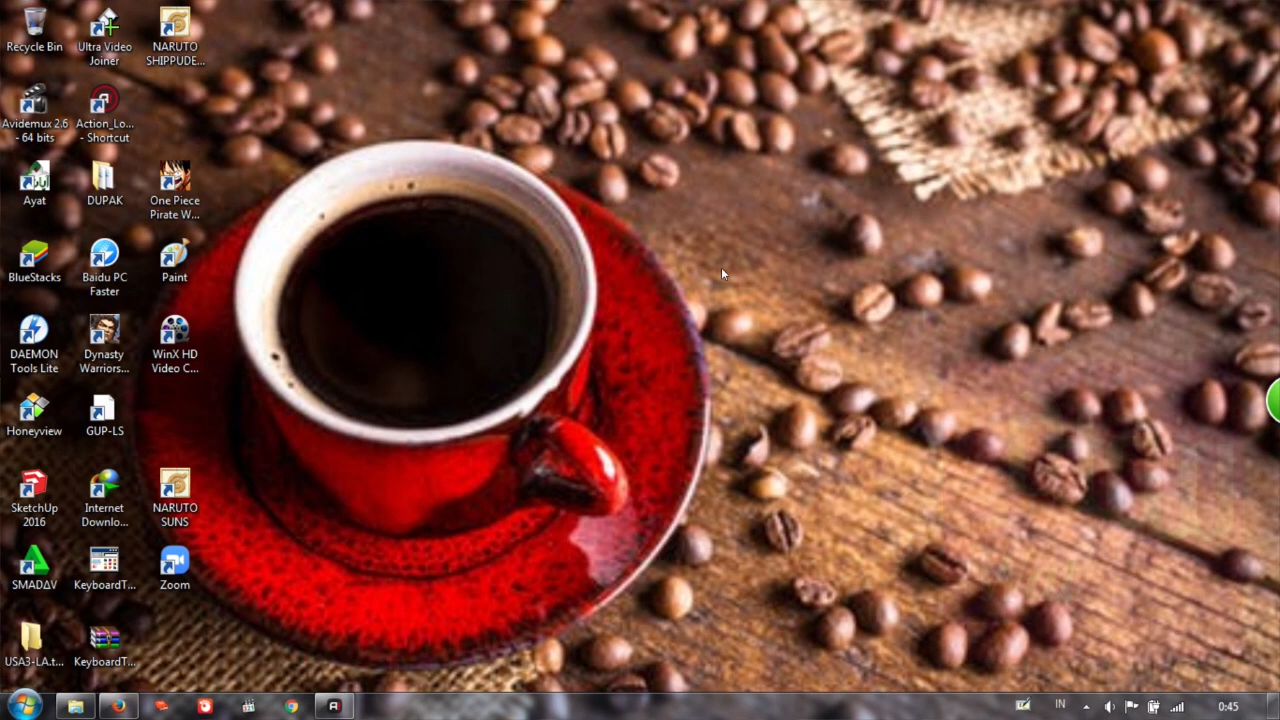 Recycle Bin
Ultra Video
Joiner
NARUTO
SHIPPUDE...
Avidemux 2.6
- 64 bits
Action_Lo...
- Shortcut
Ayat
DUPAK
One Piece
Pirate W...
BlueStacks
Baidu PC
Faster
Paint
DAEMON
Tools Lite
Dynasty
Warriors...
WinX HD
Video C...
Honeyview
GUP-LS
SketchUp
2016
Internet
Downlo...
NARUTO
SUNS
SMADΔV
KeyboardT...
Zoom
USA3-LA.t...
KeyboardT...
IN
0:45